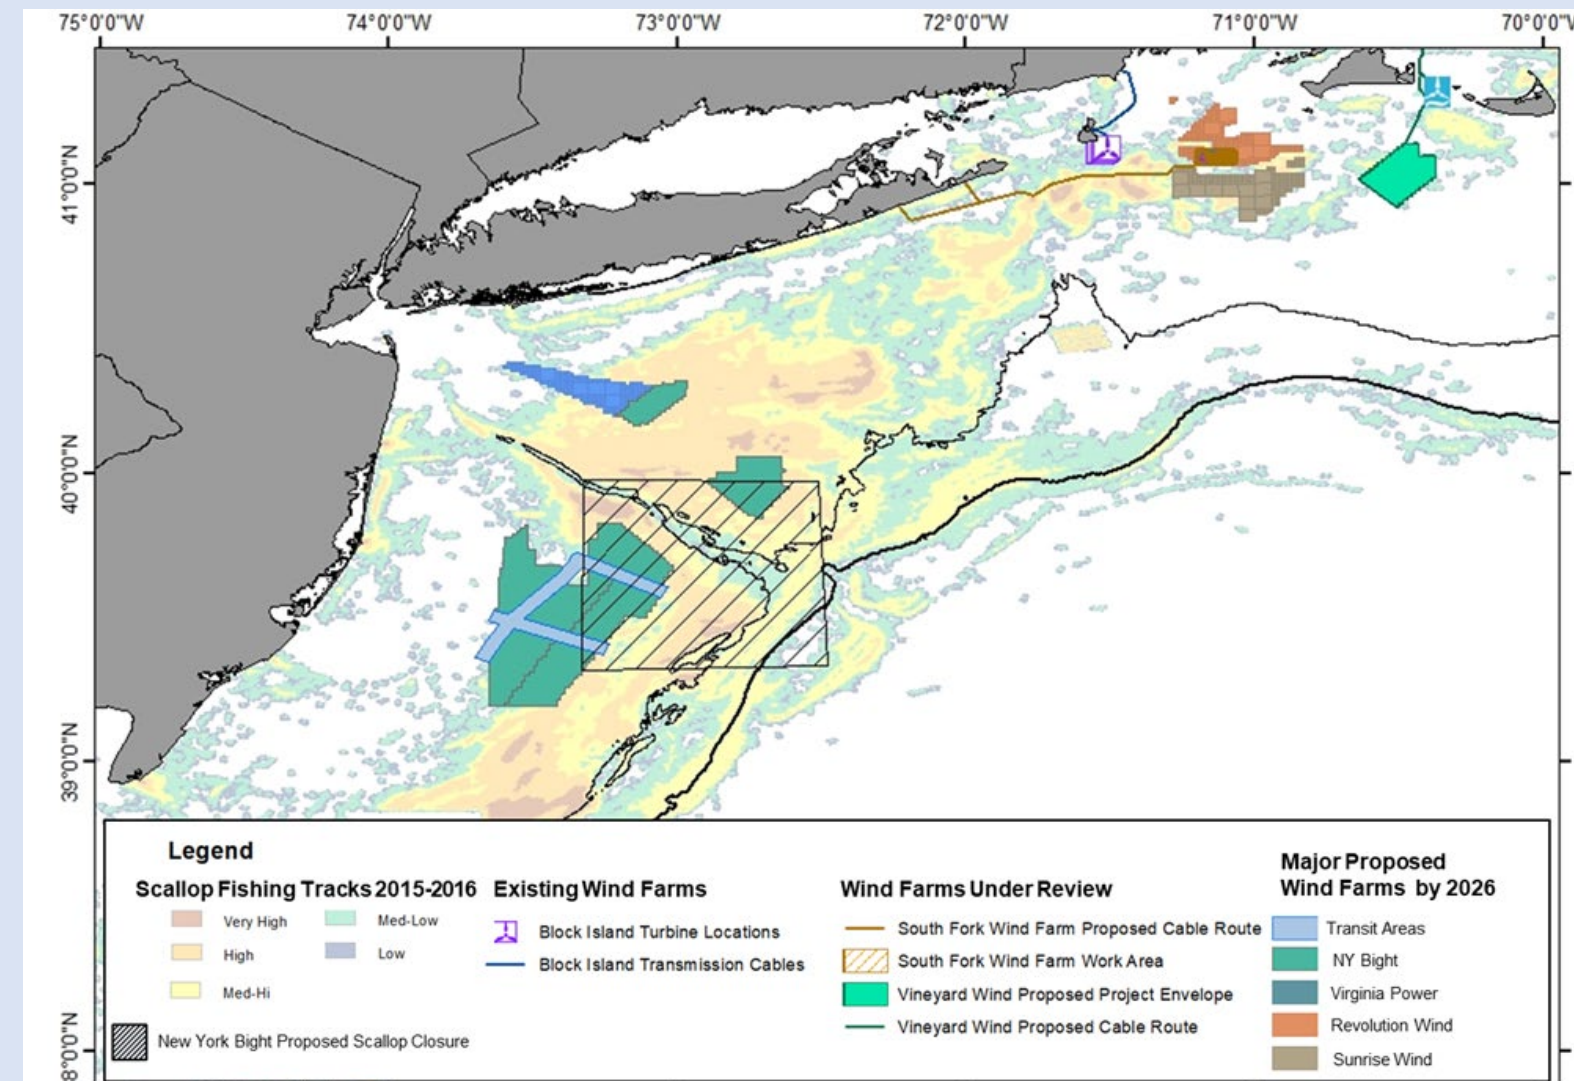 75°0'0"W 74°0'0"W 73°0'0"W 72°0'0"W 71°0'0"W 70°0'0"W
41°0'0"N
40°0'0"N
39°0'0"N
8°0'0"N
Legend
Scallop Fishing Tracks 2015-2016
Very High
High
Med-Hi
Med-Low
Low
New York Bight Proposed Scallop Closure
Existing Wind Farms
Block Island Turbine Locations
Block Island Transmission Cables
Wind Farms Under Review
South Fork Wind Farm Proposed Cable Route
South Fork Wind Farm Work Area
Vineyard Wind Proposed Project Envelope
Vineyard Wind Proposed Cable Route
Major Proposed
Wind Farms by 2026
Transit Areas
NY Bight
Virginia Power
Revolution Wind
Sunrise Wind